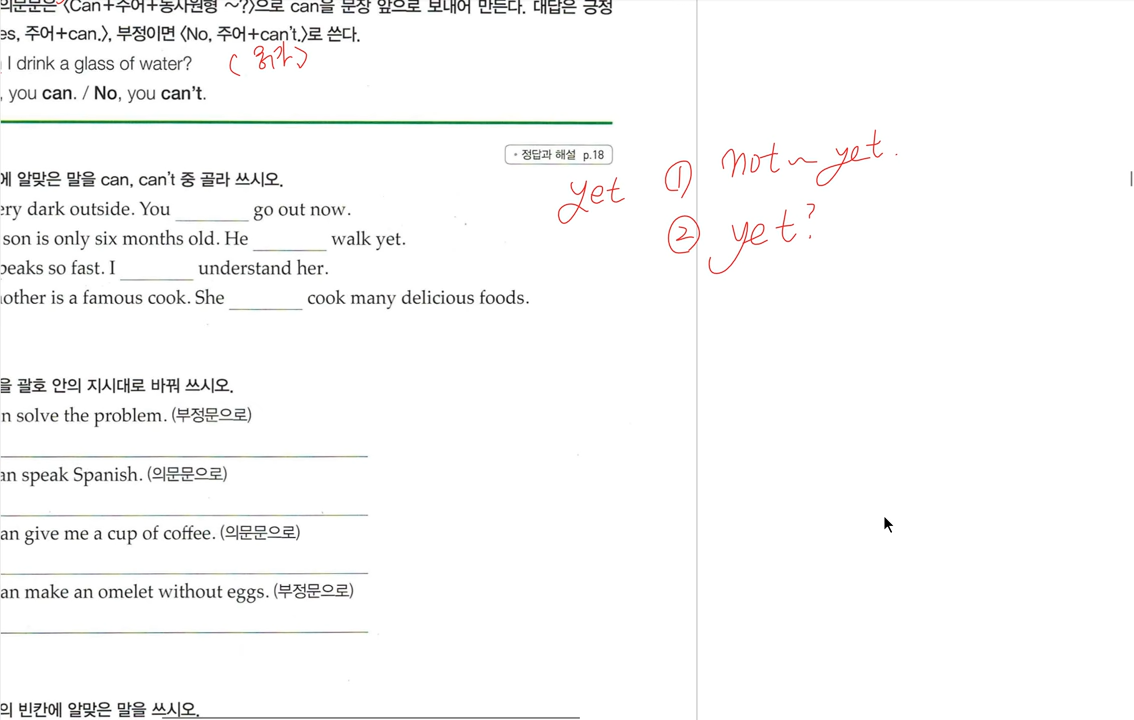 의문문은 〈Can+주어+동사원형 ~?〉으로 can을 문장 앞으로 보내어 만든다. 대답은 긍정
es, 주어+can.〉, 부정이면 〈No, 주어+can't.〉로 쓴다.
I drink a glass of water? (허가)
, you can. / No, you can't.
• 정답과 해설 p.18
에 알맞은 말을 can, can't 중 골라 쓰시오.
ery dark outside. You ________ go out now.
son is only six months old. He ________ walk yet.
peaks so fast. I ________ understand her.
nother is a famous cook. She ________ cook many delicious foods.
yet ① not ~ yet.
② yet?
을 괄호 안의 지시대로 바꿔 쓰시오.
n solve the problem. (부정문으로)
an speak Spanish. (의문문으로)
an give me a cup of coffee. (의문문으로)
an make an omelet without eggs. (부정문으로)
의 빈칸에 알맞은 말을 쓰시오.